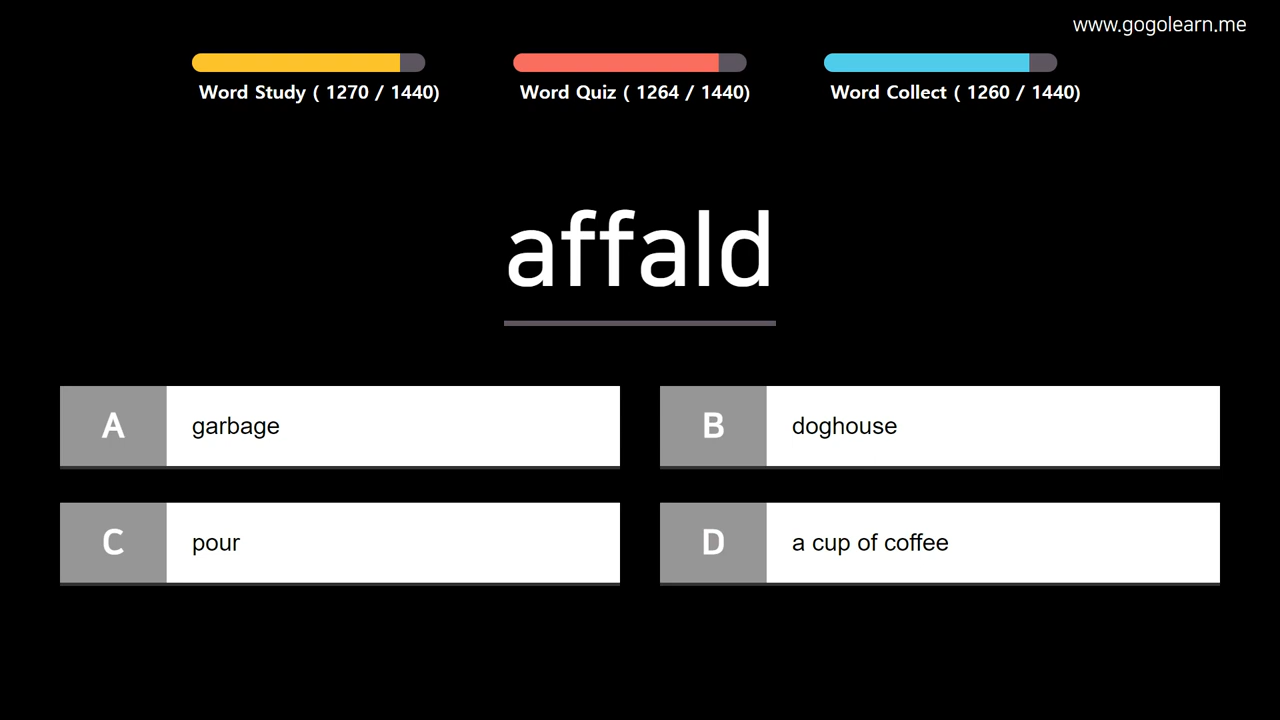 www.gogolearn.me
Word Study ( 1270 / 1440)
Word Quiz ( 1264 / 1440)
Word Collect ( 1260 / 1440)
affald
A garbage
B doghouse
C pour
D a cup of coffee